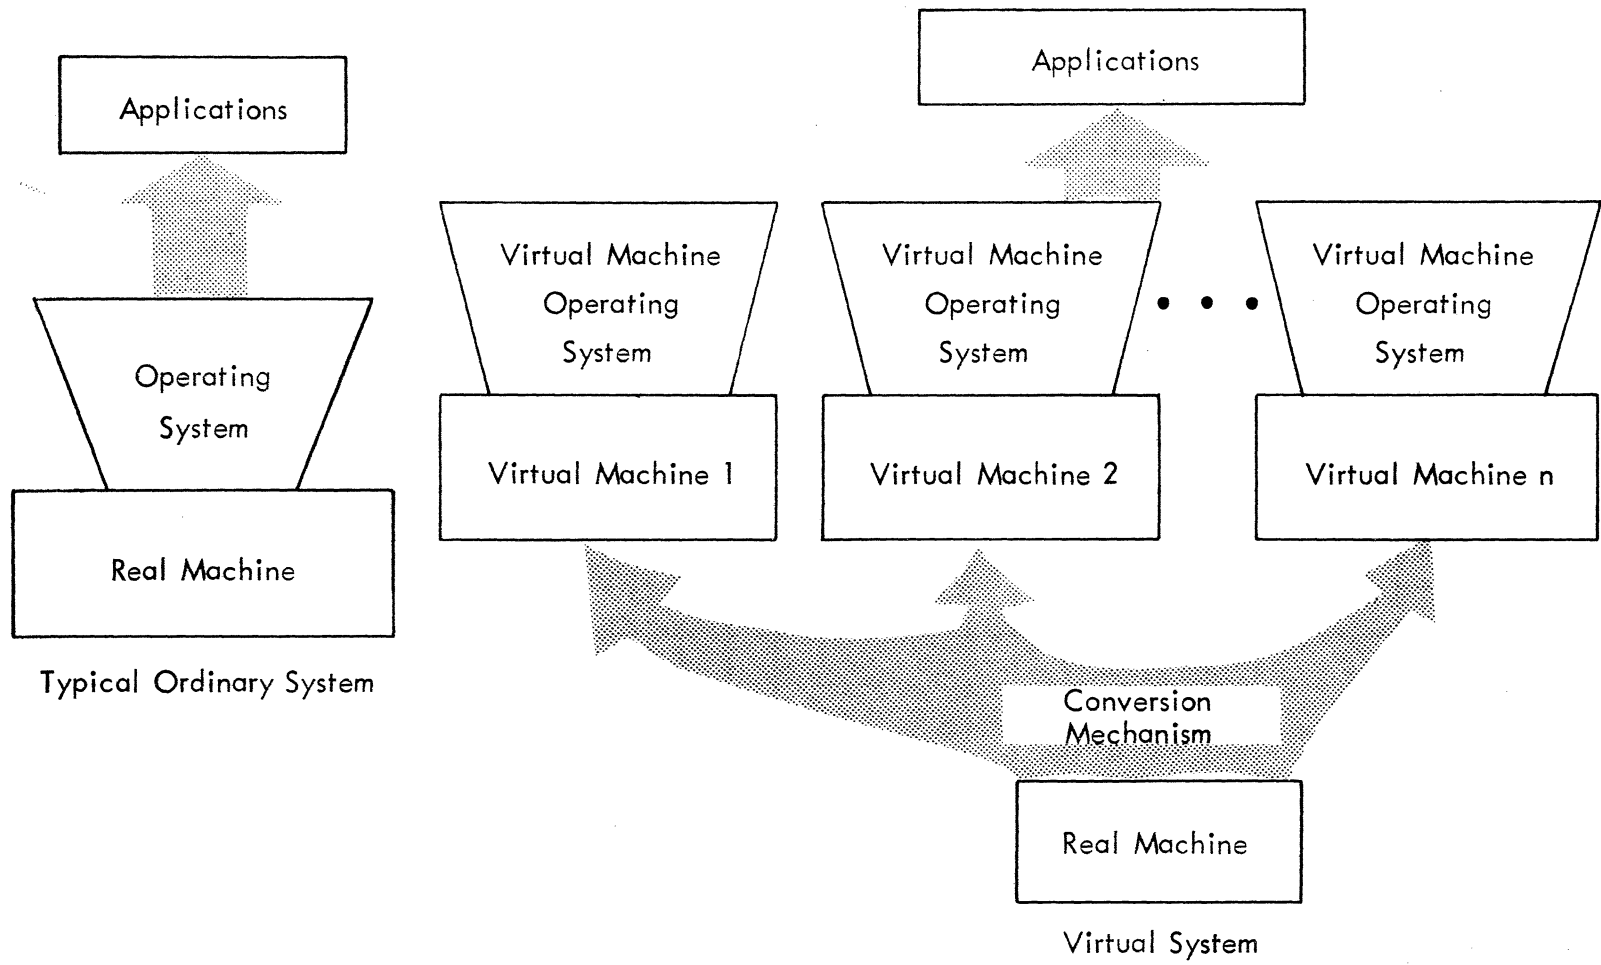 Applications
Operating
System
Real Machine
Typical Ordinary System
Applications
Virtual Machine
Operating
System
Virtual Machine 1
Virtual Machine
Operating
System
Virtual Machine 2
Virtual Machine
Operating
System
Virtual Machine n
Conversion
Mechanism
Real Machine
Virtual System